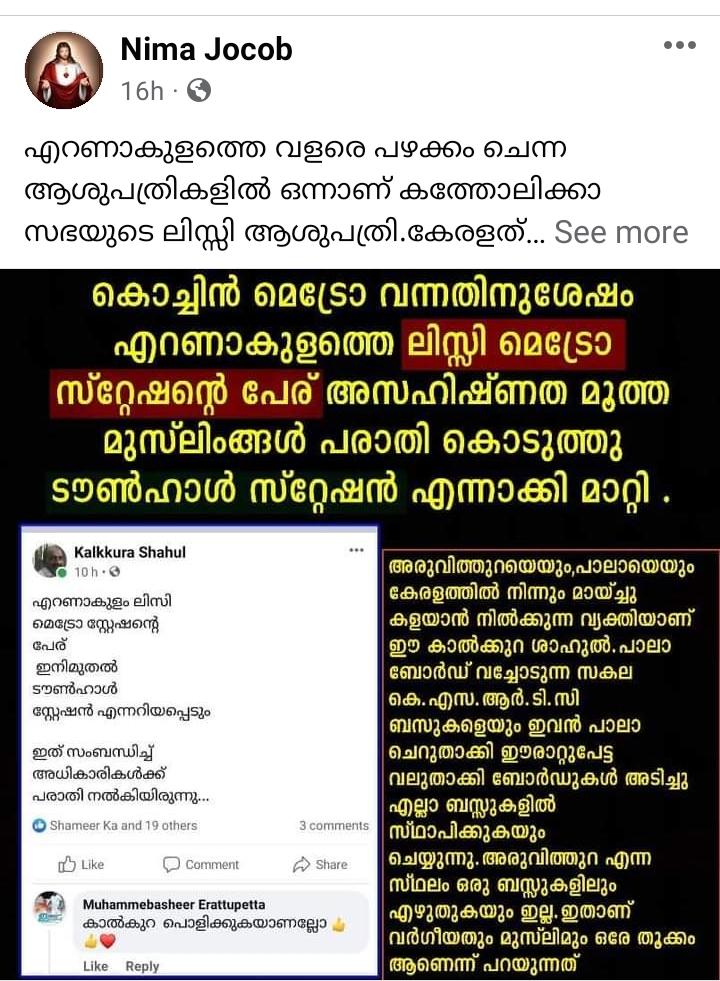 Nima Jocob
16h ·
എറണാകുളത്തെ വളരെ പഴക്കം ചെന്ന
ആശുപത്രികളിൽ ഒന്നാണ് കത്തോലിക്കാ
സഭയുടെ ലിസ്സി ആശുപത്രി.കേരളത്... See more
കൊച്ചിൻ മെട്രോ വന്നതിനുശേഷം
എറണാകുളത്തെ ലിസ്സി മെട്രോ
സ്റ്റേഷന്റെ പേര് അസഹിഷ്ണത മൂത്ത
മുസ്ലിംങ്ങൾ പരാതി കൊടുത്തു
ടൗൺഹാൾ സ്റ്റേഷൻ എന്നാക്കി മാറ്റി .
Kalkkura Shahul
10 h ·
എറണാകുളം ലിസി
മെട്രോ സ്റ്റേഷന്റെ
പേര്
ഇനിമുതൽ
ടൗൺഹാൾ
സ്റ്റേഷൻ എന്നറിയപ്പെടും
ഇത് സംബന്ധിച്ച്
അധികാരികൾക്ക്
പരാതി നൽകിയിരുന്നു...
Shameer Ka and 19 others 3 comments
Like Comment Share
Muhammebasheer Erattupetta
കാൽകുറ പൊളിക്കുകയാണല്ലോ 👍
👍❤️
Like Reply
അരുവിത്തുറയെയും,പാലായെയും
കേരളത്തിൽ നിന്നും മായ്ച്ചു
കളയാൻ നിൽക്കുന്ന വ്യക്തിയാണ്
ഈ കാൽക്കുറ ശാഹുൽ.പാലാ
ബോർഡ് വച്ചോടുന്ന സകല
കെ.എസ്.ആർ.ടി.സി
ബസുകളെയും ഇവൻ പാലാ
ചെറുതാക്കി ഈരാറ്റുപേട്ട
വലുതാക്കി ബോർഡുകൾ അടിച്ചു
എല്ലാ ബസ്സുകളിൽ
സ്ഥാപിക്കുകയും
ചെയ്യുന്നു.അരുവിത്തുറ എന്ന
സ്ഥലം ഒരു ബസ്സുകളിലും
എഴുതുകയും ഇല്ല.ഇതാണ്
വർഗീയതും മുസ്ലിമും ഒരേ തൂക്കം
ആണെന്ന് പറയുന്നത്